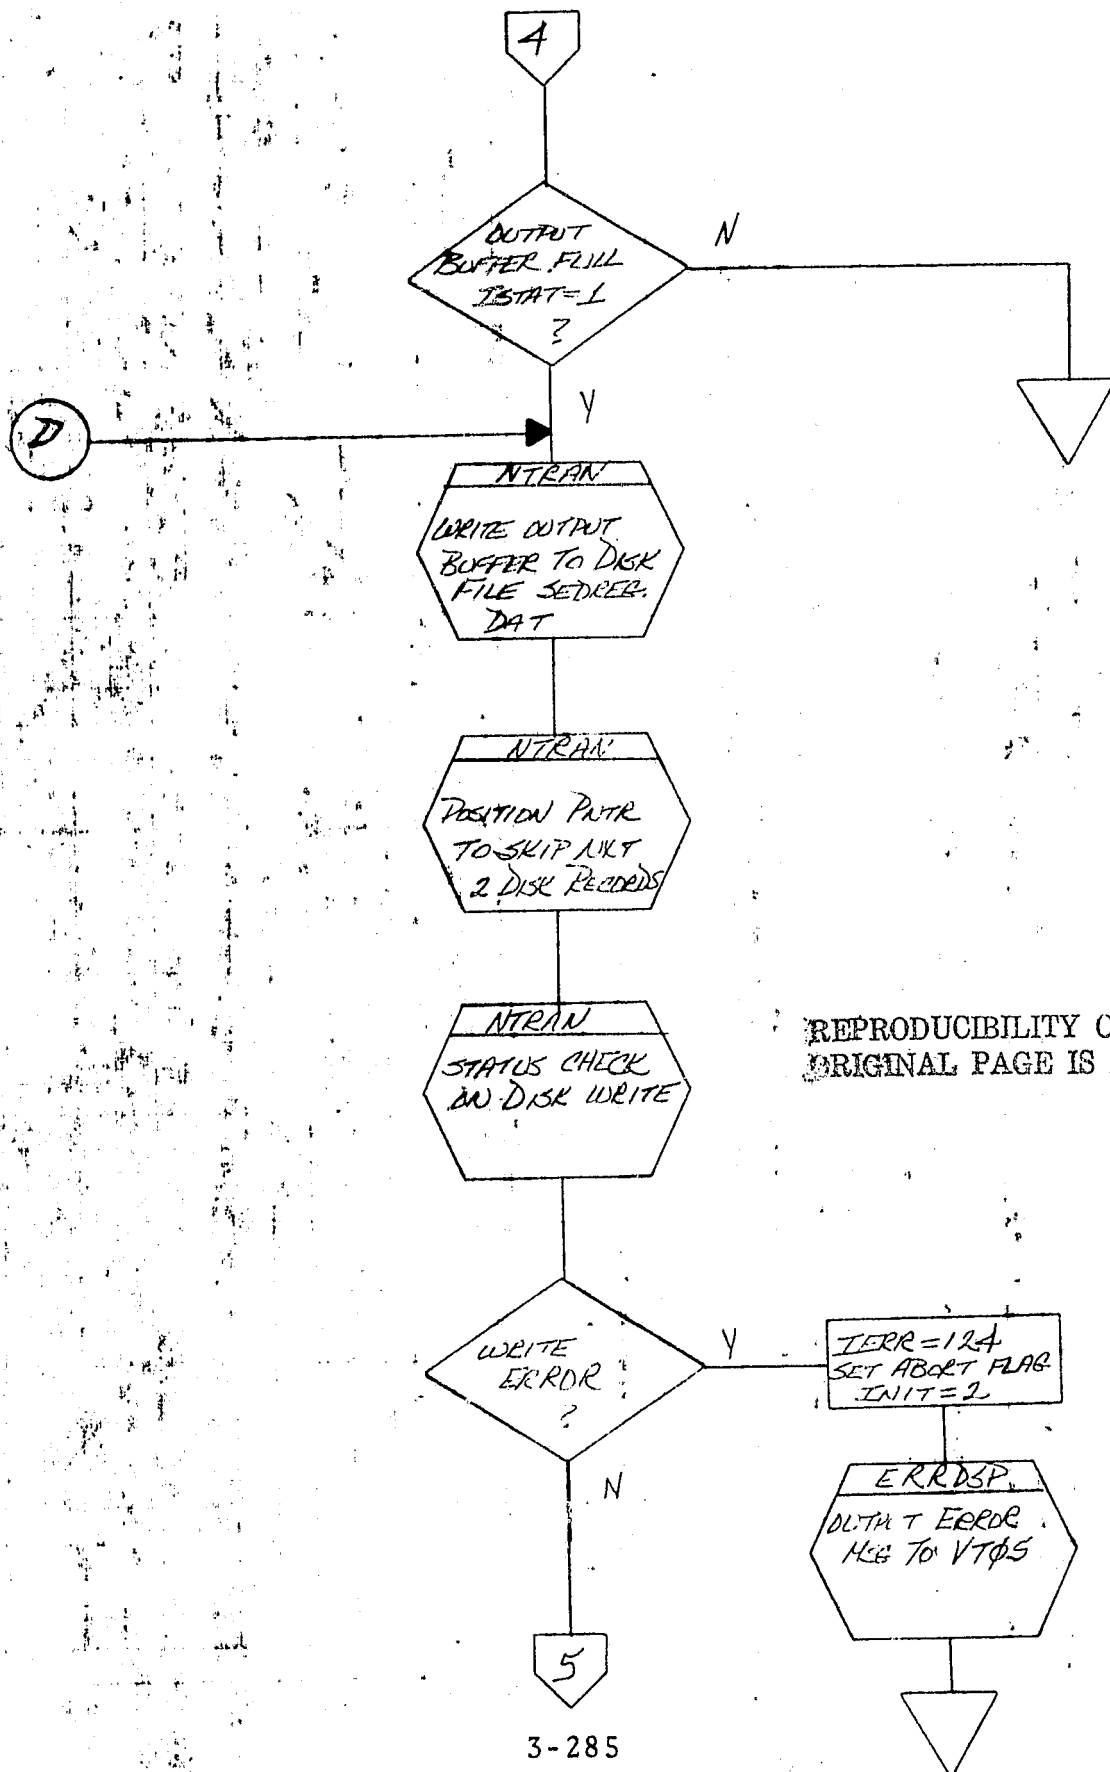 4
OUTPUT
BUFFER FULL
ISTAT=1
?
N
Y
D
NTRAN
WRITE OUTPUT
BUFFER TO DISK
FILE SEDREG.
DAT
NTRAN
POSITION PNTR
TO SKIP NXT
2 DISK RECORDS
NTRAN
STATUS CHECK
ON DISK WRITE
REPRODUCIBILITY
ORIGINAL PAGE IS
WRITE
ERROR
?
Y
N
IERR=124
SET ABORT FLAG
INIT=2
ERRDSP
OUTPUT ERROR
MSG TO VTØ5
5
3-285